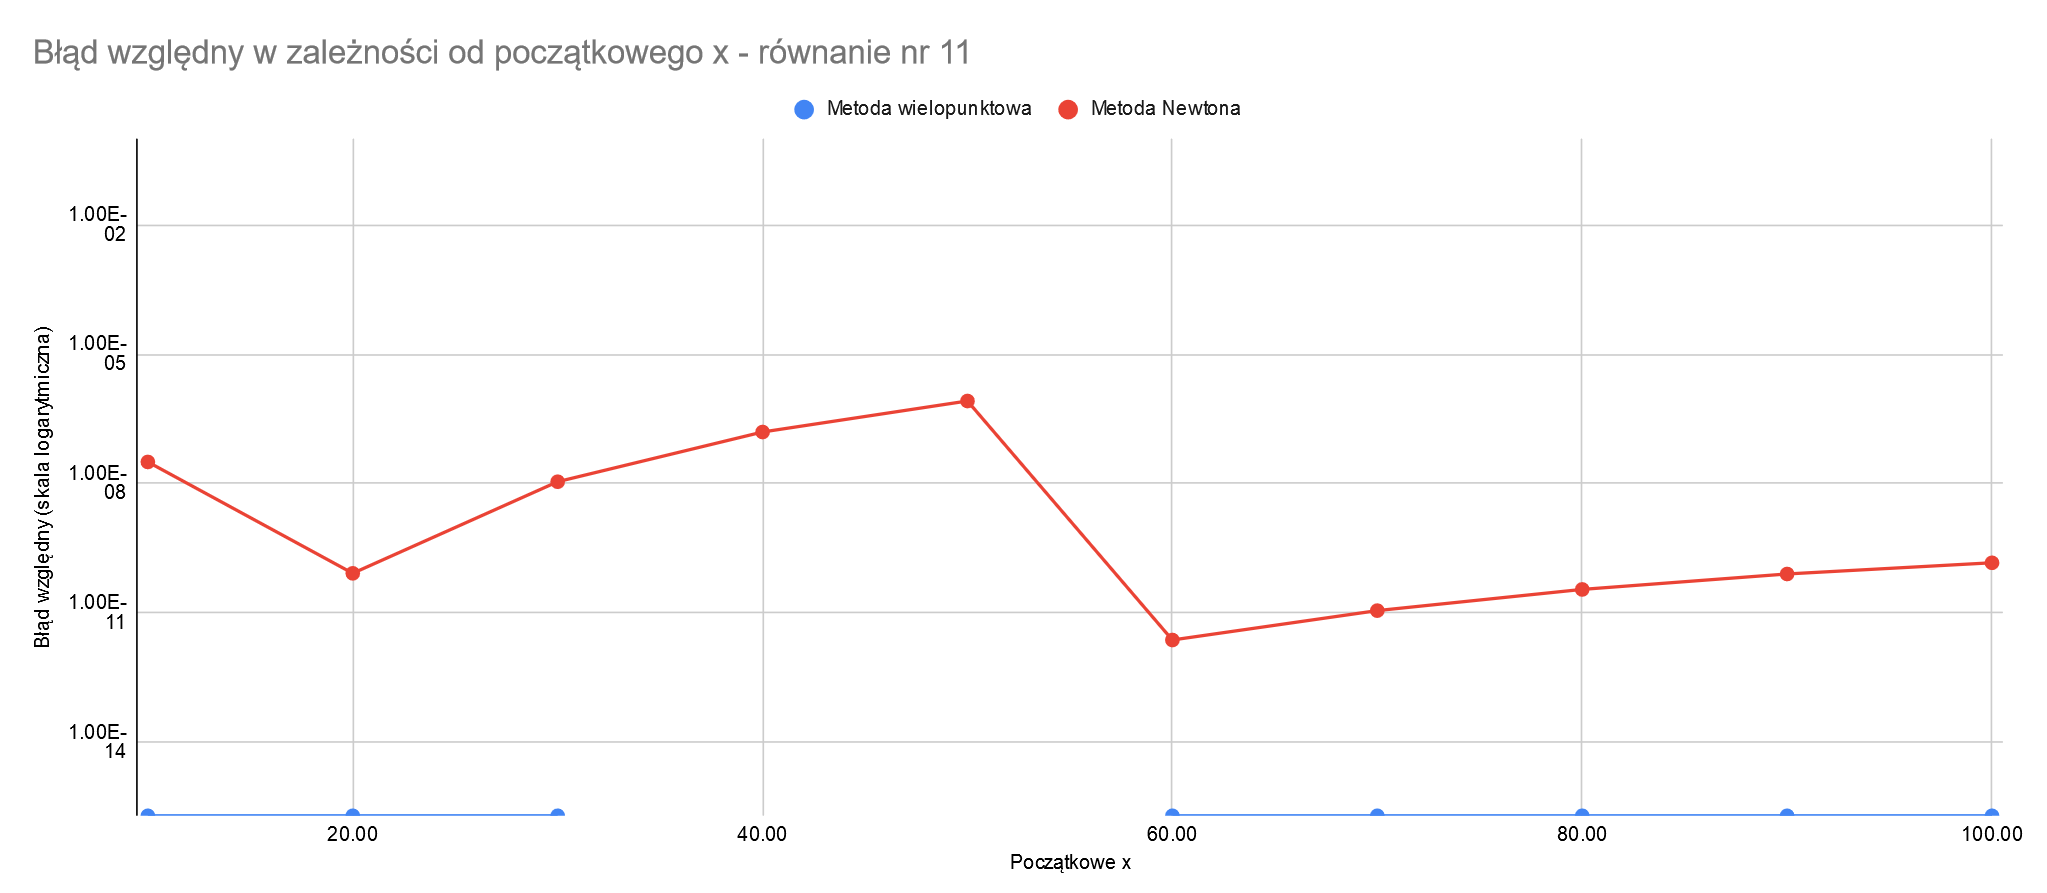 Błąd względny w zależności od początkowego x - równanie nr 11
Metoda wielopunktowa
Metoda Newtona
Błąd względny (skala logarytmiczna)
1.00E-
02
1.00E-
05
1.00E-
08
1.00E-
11
1.00E-
14
20.00
40.00
60.00
80.00
100.00
Początkowe x